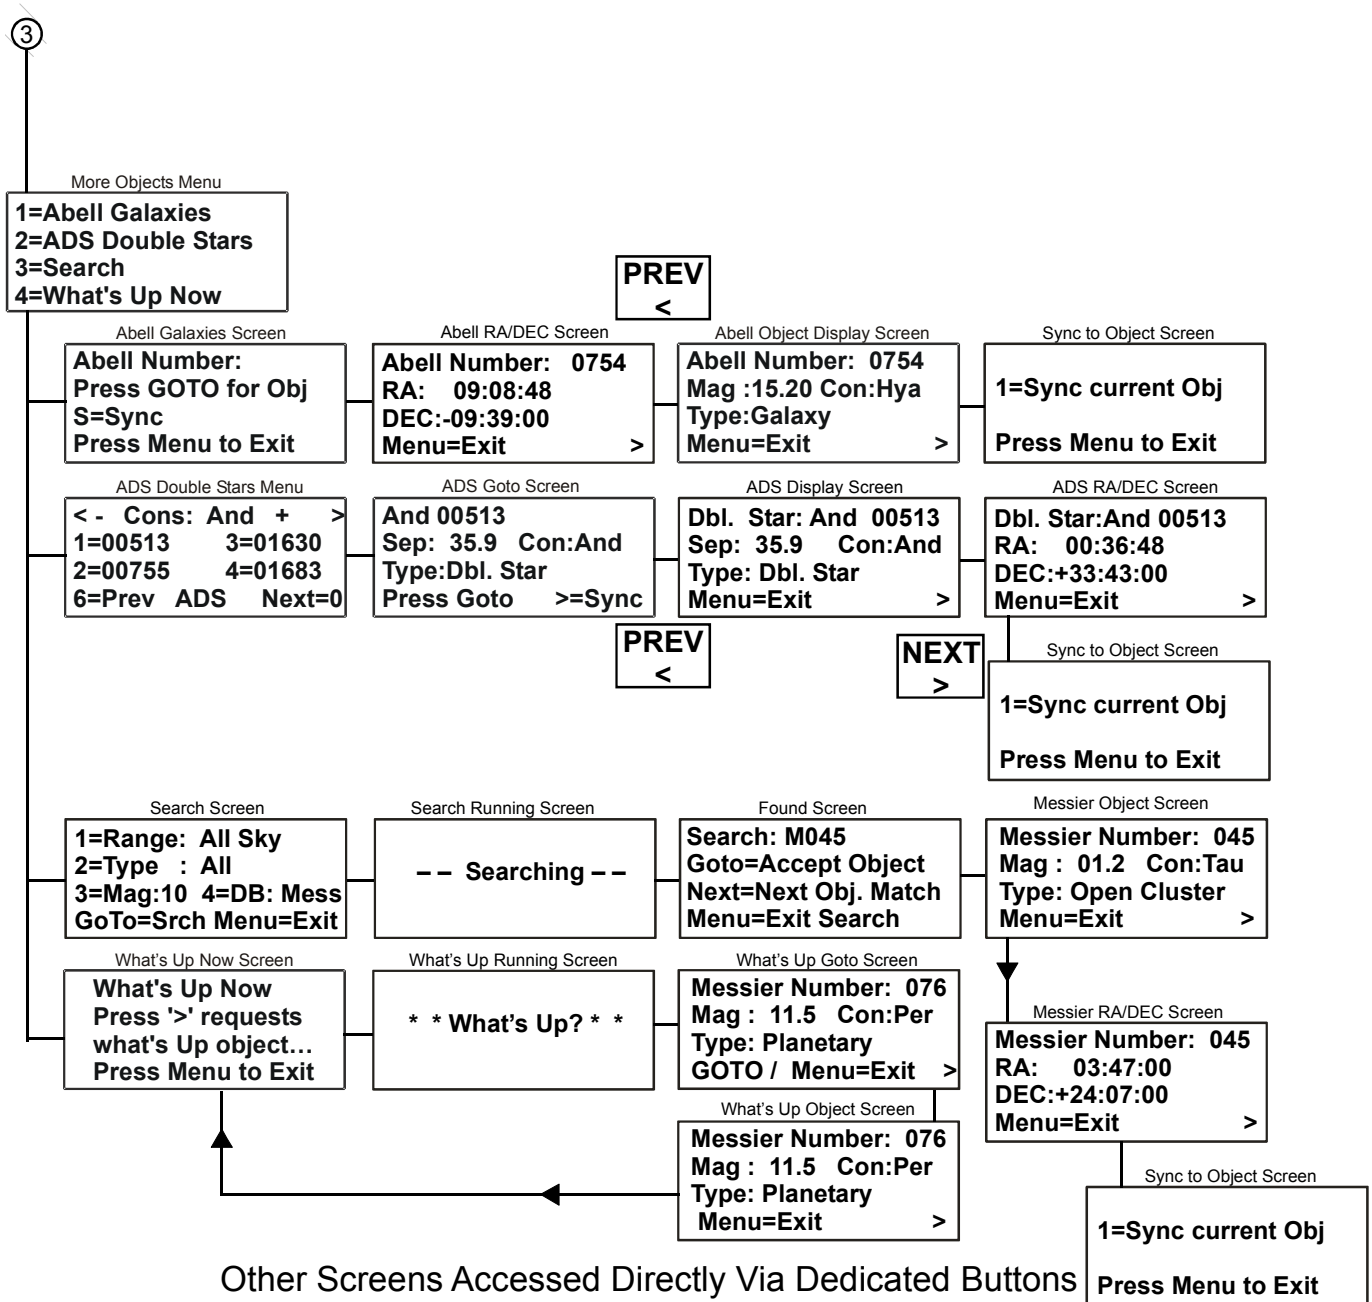 3
More Objects Menu
1=Abell Galaxies
2=ADS Double Stars
3=Search
4=What's Up Now
PREV
<
Abell Galaxies Screen
Abell Number:
Press GOTO for Obj
S=Sync
Press Menu to Exit
Abell RA/DEC Screen
Abell Number: 0754
RA: 09:08:48
DEC:-09:39:00
Menu=Exit >
Abell Object Display Screen
Abell Number: 0754
Mag :15.20 Con:Hya
Type:Galaxy
Menu=Exit >
Sync to Object Screen
1=Sync current Obj
Press Menu to Exit
ADS Double Stars Menu
< - Cons: And + >
1=00513 3=01630
2=00755 4=01683
6=Prev ADS Next=0
ADS Goto Screen
And 00513
Sep: 35.9 Con:And
Type:Dbl. Star
Press Goto >=Sync
ADS Display Screen
Dbl. Star: And 00513
Sep: 35.9 Con:And
Type: Dbl. Star
Menu=Exit >
ADS RA/DEC Screen
Dbl. Star:And 00513
RA: 00:36:48
DEC:+33:43:00
Menu=Exit >
PREV
<
NEXT
>
Sync to Object Screen
1=Sync current Obj
Press Menu to Exit
Search Screen
1=Range: All Sky
2=Type : All
3=Mag:10 4=DB: Mess
GoTo=Srch Menu=Exit
Search Running Screen
– – Searching – –
Found Screen
Search: M045
Goto=Accept Object
Next=Next Obj. Match
Menu=Exit Search
Messier Object Screen
Messier Number: 045
Mag : 01.2 Con:Tau
Type: Open Cluster
Menu=Exit >
What's Up Now Screen
What's Up Now
Press '>' requests
what's Up object...
Press Menu to Exit
What's Up Running Screen
* * What's Up? * *
What's Up Goto Screen
Messier Number: 076
Mag : 11.5 Con:Per
Type: Planetary
GOTO / Menu=Exit >
Messier RA/DEC Screen
Messier Number: 045
RA: 03:47:00
DEC:+24:07:00
Menu=Exit >
What's Up Object Screen
Messier Number: 076
Mag : 11.5 Con:Per
Type: Planetary
Menu=Exit >
Sync to Object Screen
1=Sync current Obj
Press Menu to Exit
Other Screens Accessed Directly Via Dedicated Buttons